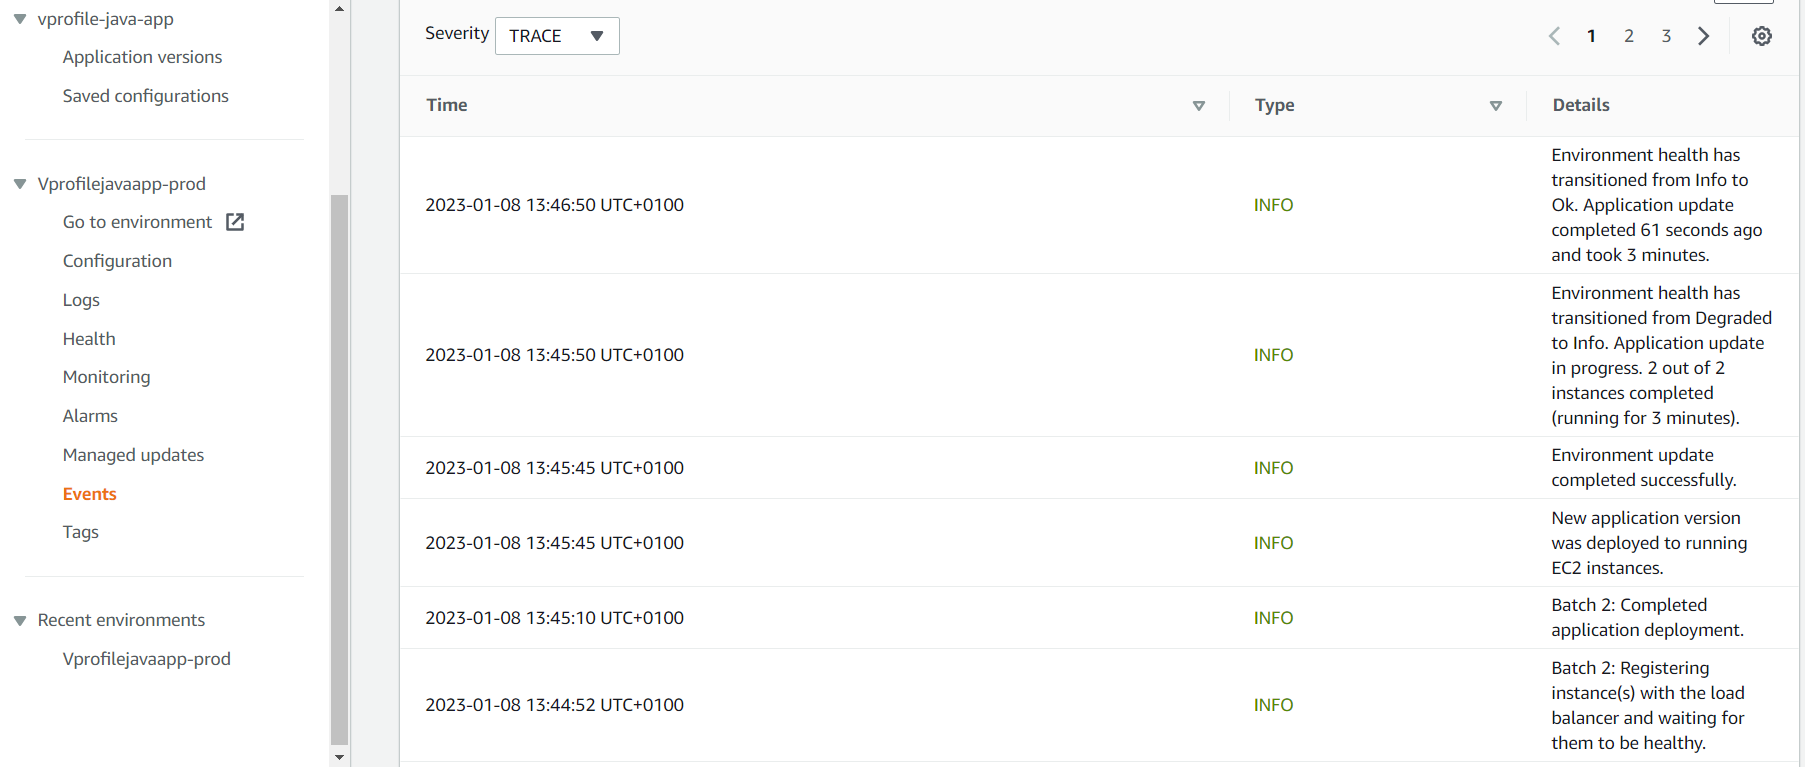 vprofile-java-app
Application versions
Saved configurations
Vprofilejavaapp-prod
Go to environment
Configuration
Logs
Health
Monitoring
Alarms
Managed updates
Events
Tags
Recent environments
Vprofilejavaapp-prod
Severity TRACE
1 2 3
Time Type Details
2023-01-08 13:46:50 UTC+0100 INFO
Environment health has
transitioned from Info to
Ok. Application update
completed 61 seconds ago
and took 3 minutes.
2023-01-08 13:45:50 UTC+0100 INFO
Environment health has
transitioned from Degraded
to Info. Application update
in progress. 2 out of 2
instances completed
(running for 3 minutes).
2023-01-08 13:45:45 UTC+0100 INFO
Environment update
completed successfully.
2023-01-08 13:45:45 UTC+0100 INFO
New application version
was deployed to running
EC2 instances.
2023-01-08 13:45:10 UTC+0100 INFO
Batch 2: Completed
application deployment.
2023-01-08 13:44:52 UTC+0100 INFO
Batch 2: Registering
instance(s) with the load
balancer and waiting for
them to be healthy.